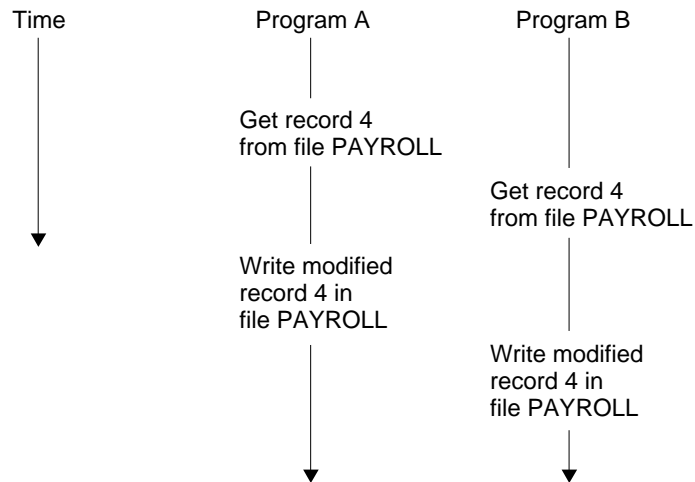 Time
Program A
Program B
Get record 4
from file PAYROLL
Get record 4
from file PAYROLL
Write modified
record 4 in
file PAYROLL
Write modified
record 4 in
file PAYROLL